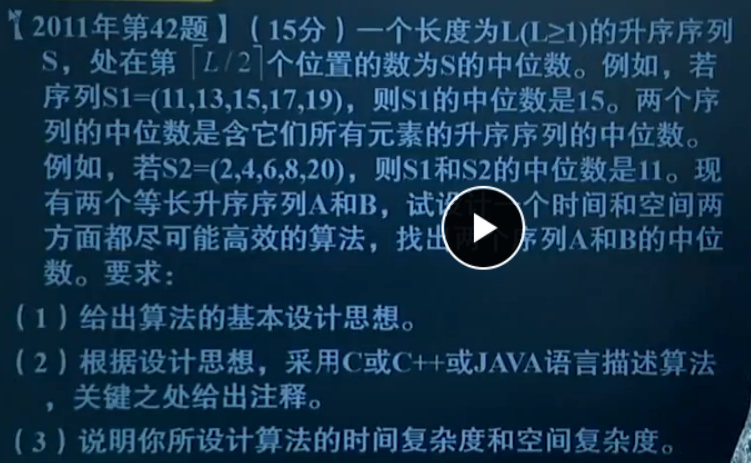 【2011年第42题】（15分）一个长度为L(L≥1)的升序序列
S，处在第⌈L/2⌉个位置的数为S的中位数。例如，若
序列S1=(11,13,15,17,19)，则S1的中位数是15。两个序
列的中位数是含它们所有元素的升序序列的中位数。
例如，若S2=(2,4,6,8,20)，则S1和S2的中位数是11。现
有两个等长升序序列A和B，试设计一个时间和空间两
方面都尽可能高效的算法，找出两个序列A和B的中位
数。要求：
（1）给出算法的基本设计思想。
（2）根据设计思想，采用C或C++或JAVA语言描述算法
，关键之处给出注释。
（3）说明你所设计算法的时间复杂度和空间复杂度。